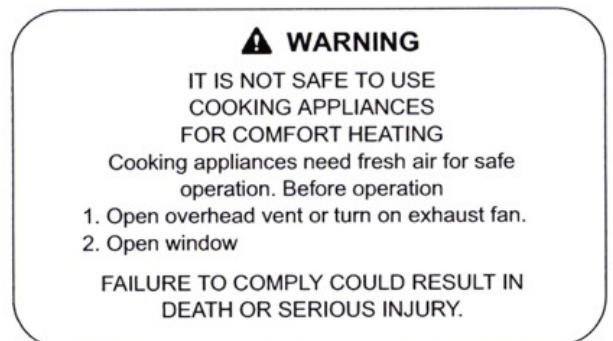 WARNING
IT IS NOT SAFE TO USE
COOKING APPLIANCES
FOR COMFORT HEATING
Cooking appliances need fresh air for safe
operation. Before operation
1. Open overhead vent or turn on exhaust fan.
2. Open window
FAILURE TO COMPLY COULD RESULT IN
DEATH OR SERIOUS INJURY.